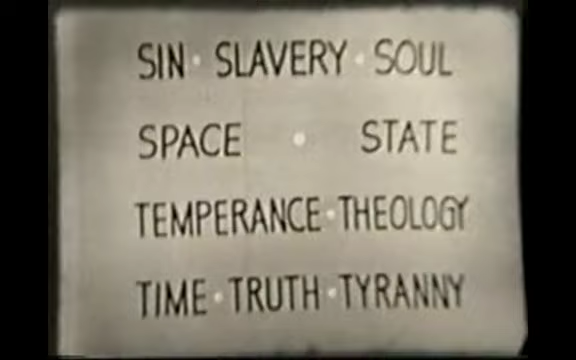 SIN · SLAVERY · SOUL
SPACE · STATE
TEMPERANCE · THEOLOGY
TIME · TRUTH · TYRANNY